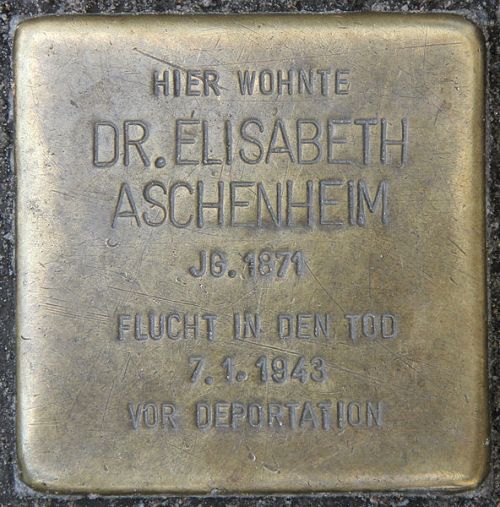 HIER WOHNTE
DR. ELISABETH
ASCHENHEIM
JG. 1871
FLUCHT IN DEN TOD
7.1.1943
VOR DEPORTATION